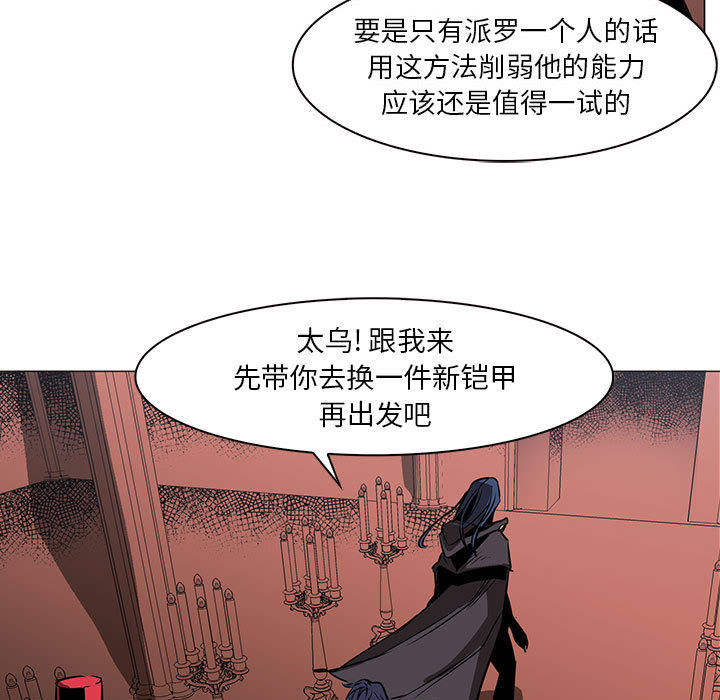 要是只有派罗一个人的话
用这方法削弱他的能力
应该还是值得一试的
太乌! 跟我来
先带你去换一件新铠甲
再出发吧